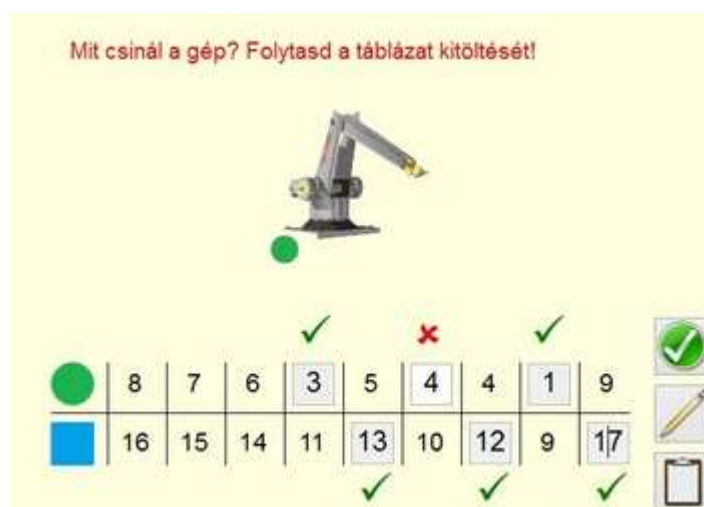 Mit csinál a gép? Folytasd a táblázat kitöltését!
8 7 6 3 5 4 4 1 9
16 15 14 11 13 10 12 9 17